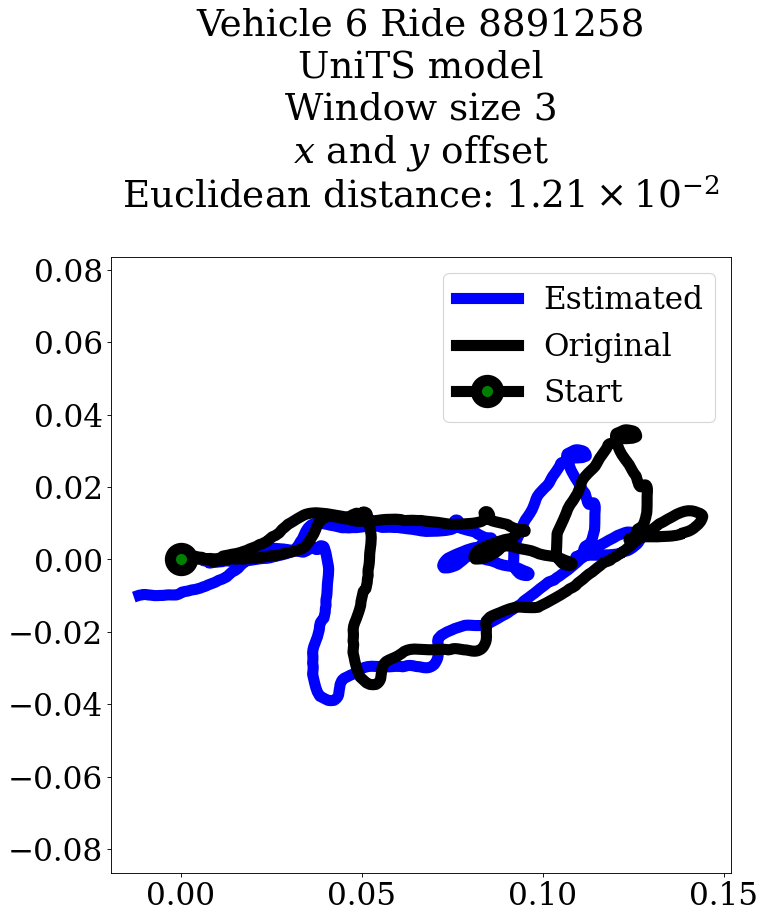 Vehicle 6 Ride 8891258
UniTS model
Window size 3
x and y offset
Euclidean distance: 1.21 × 10⁻²
Estimated
Original
Start
0.08
0.06
0.04
0.02
0.00
−0.02
−0.04
−0.06
−0.08
0.00 0.05 0.10 0.15